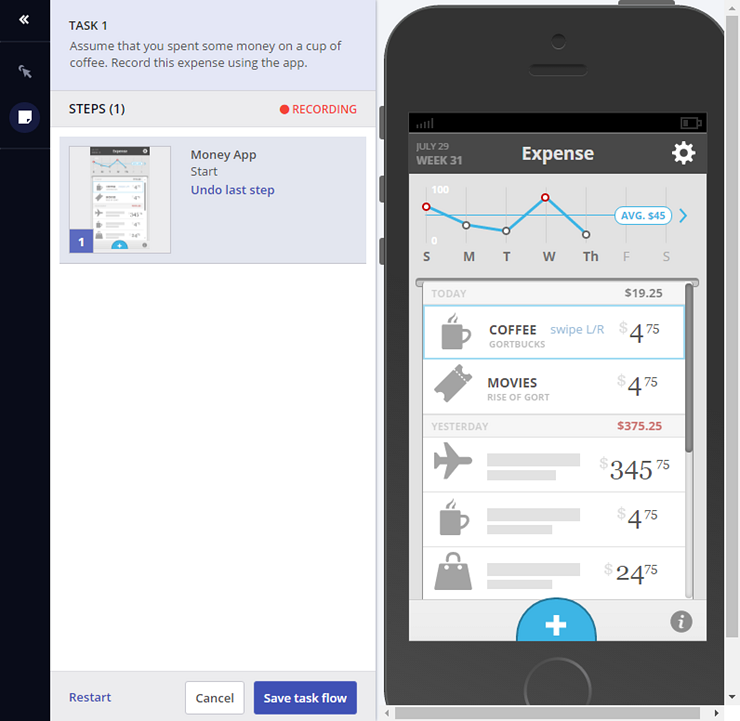 TASK 1
Assume that you spent some money on a cup of
coffee. Record this expense using the app.
STEPS (1)
RECORDING
Money App
Start
Undo last step
1
Restart
Cancel
Save task flow
JULY 29
WEEK 31
Expense
100
0
AVG. $45
S M T W Th F S
TODAY $19.25
COFFEE swipe L/R $4 75
GORTBUCKS
MOVIES $4 75
RISE OF GORT
YESTERDAY $375.25
$345 75
$4 75
$24 75